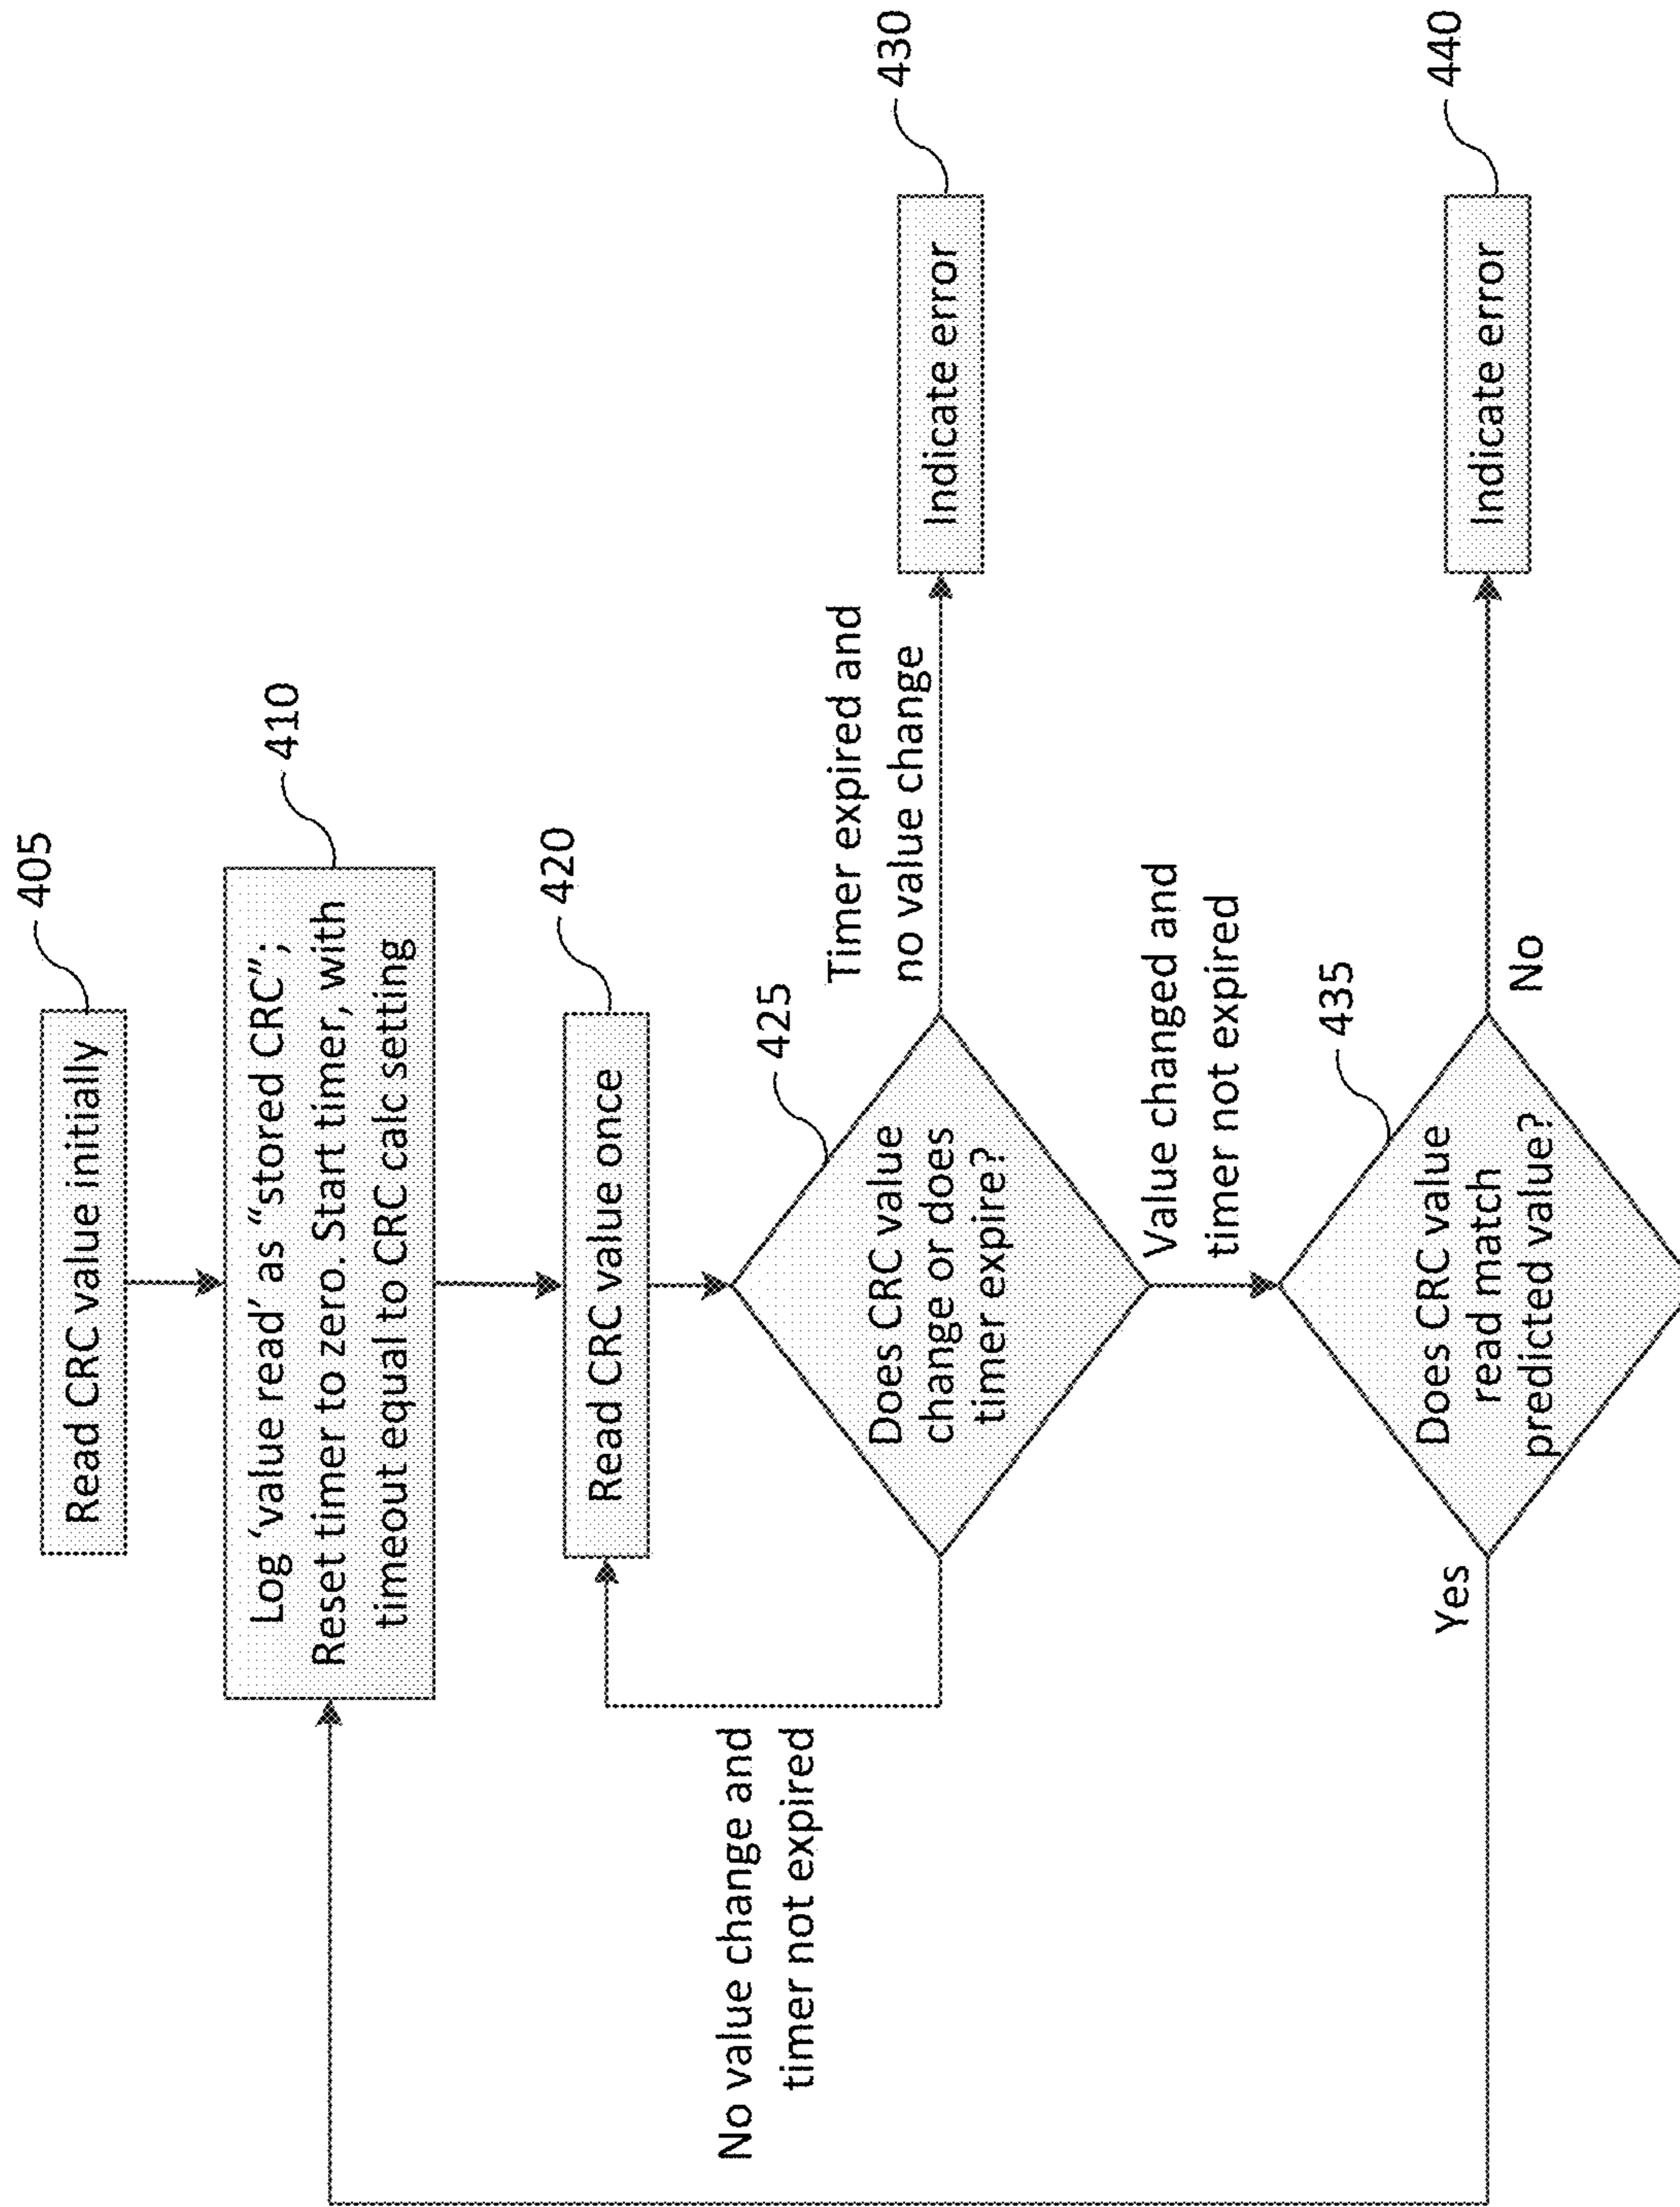 405
Read CRC value initially
410
Log ‘value read’ as “stored CRC”;
Reset timer to zero. Start timer, with
timeout equal to CRC calc setting
420
Read CRC value once
No value change and
timer not expired
425
Does CRC value
change or does
timer expire?
Timer expired and
no value change
430
Indicate error
Value changed and
timer not expired
435
Does CRC value
read match
predicted value?
Yes
No
440
Indicate error